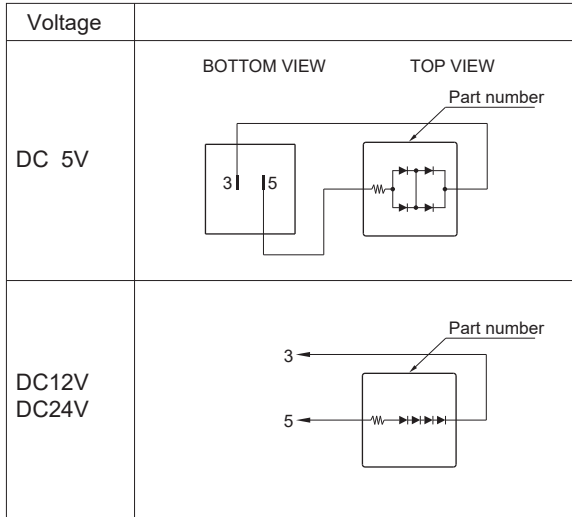 Voltage
BOTTOM VIEW TOP VIEW
Part number
DC 5V
3 5
Part number
3
DC12V
DC24V
5